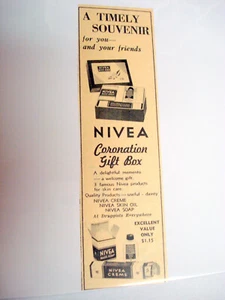 A TIMELY
SOUVENIR
for you—
and your friends
NIVEA
Coronation
Gift Box
A delightful memento
—a welcome gift
3 famous Nivea products
for skin care
Quality Products—useful - dainty
NIVEA CREME
NIVEA SKIN OIL
NIVEA SOAP
at Druggists Everywhere
EXCELLENT
VALUE
ONLY
$1.15
NIVEA
CREME